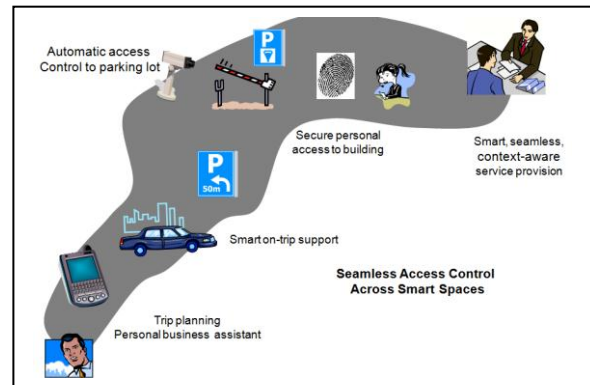 Automatic access
Control to parking lot
P
Secure personal
access to building
Smart, seamless,
context-aware
service provision
P
50m
Smart on-trip support
Seamless Access Control
Across Smart Spaces
Trip planning
Personal business assistant